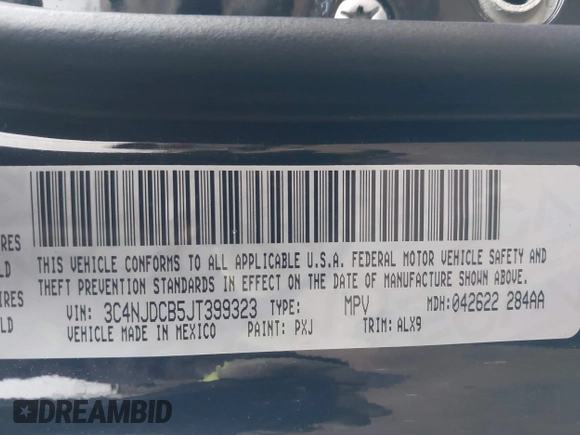 IRES
LD
IRES
LD
THIS VEHICLE CONFORMS TO ALL APPLICABLE U.S.A. FEDERAL MOTOR VEHICLE SAFETY AND
THEFT PREVENTION STANDARDS IN EFFECT ON THE DATE OF MANUFACTURE SHOWN ABOVE.
VIN: 3C4NJDCB5JT399323 TYPE: MPV MDH: 042622 284AA
VEHICLE MADE IN MEXICO PAINT: PXJ TRIM: ALX9
DREAMBID